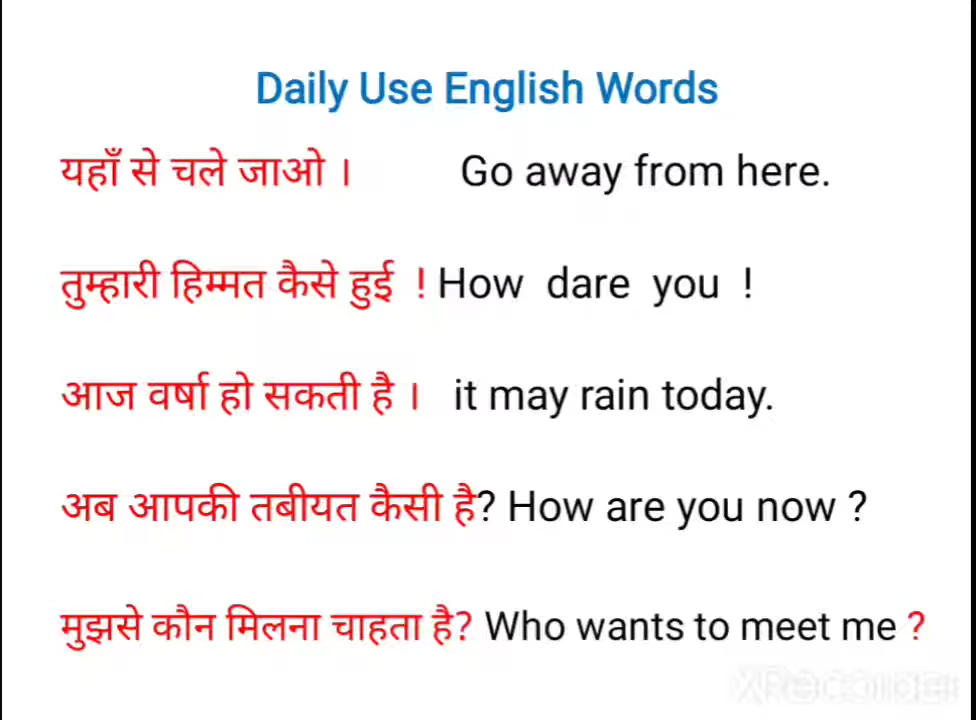 Daily Use English Words
यहाँ से चले जाओ । Go away from here.
तुम्हारी हिम्मत कैसे हुई ! How dare you !
आज वर्षा हो सकती है । it may rain today.
अब आपकी तबीयत कैसी है? How are you now ?
मुझसे कौन मिलना चाहता है? Who wants to meet me ?
XRecorder